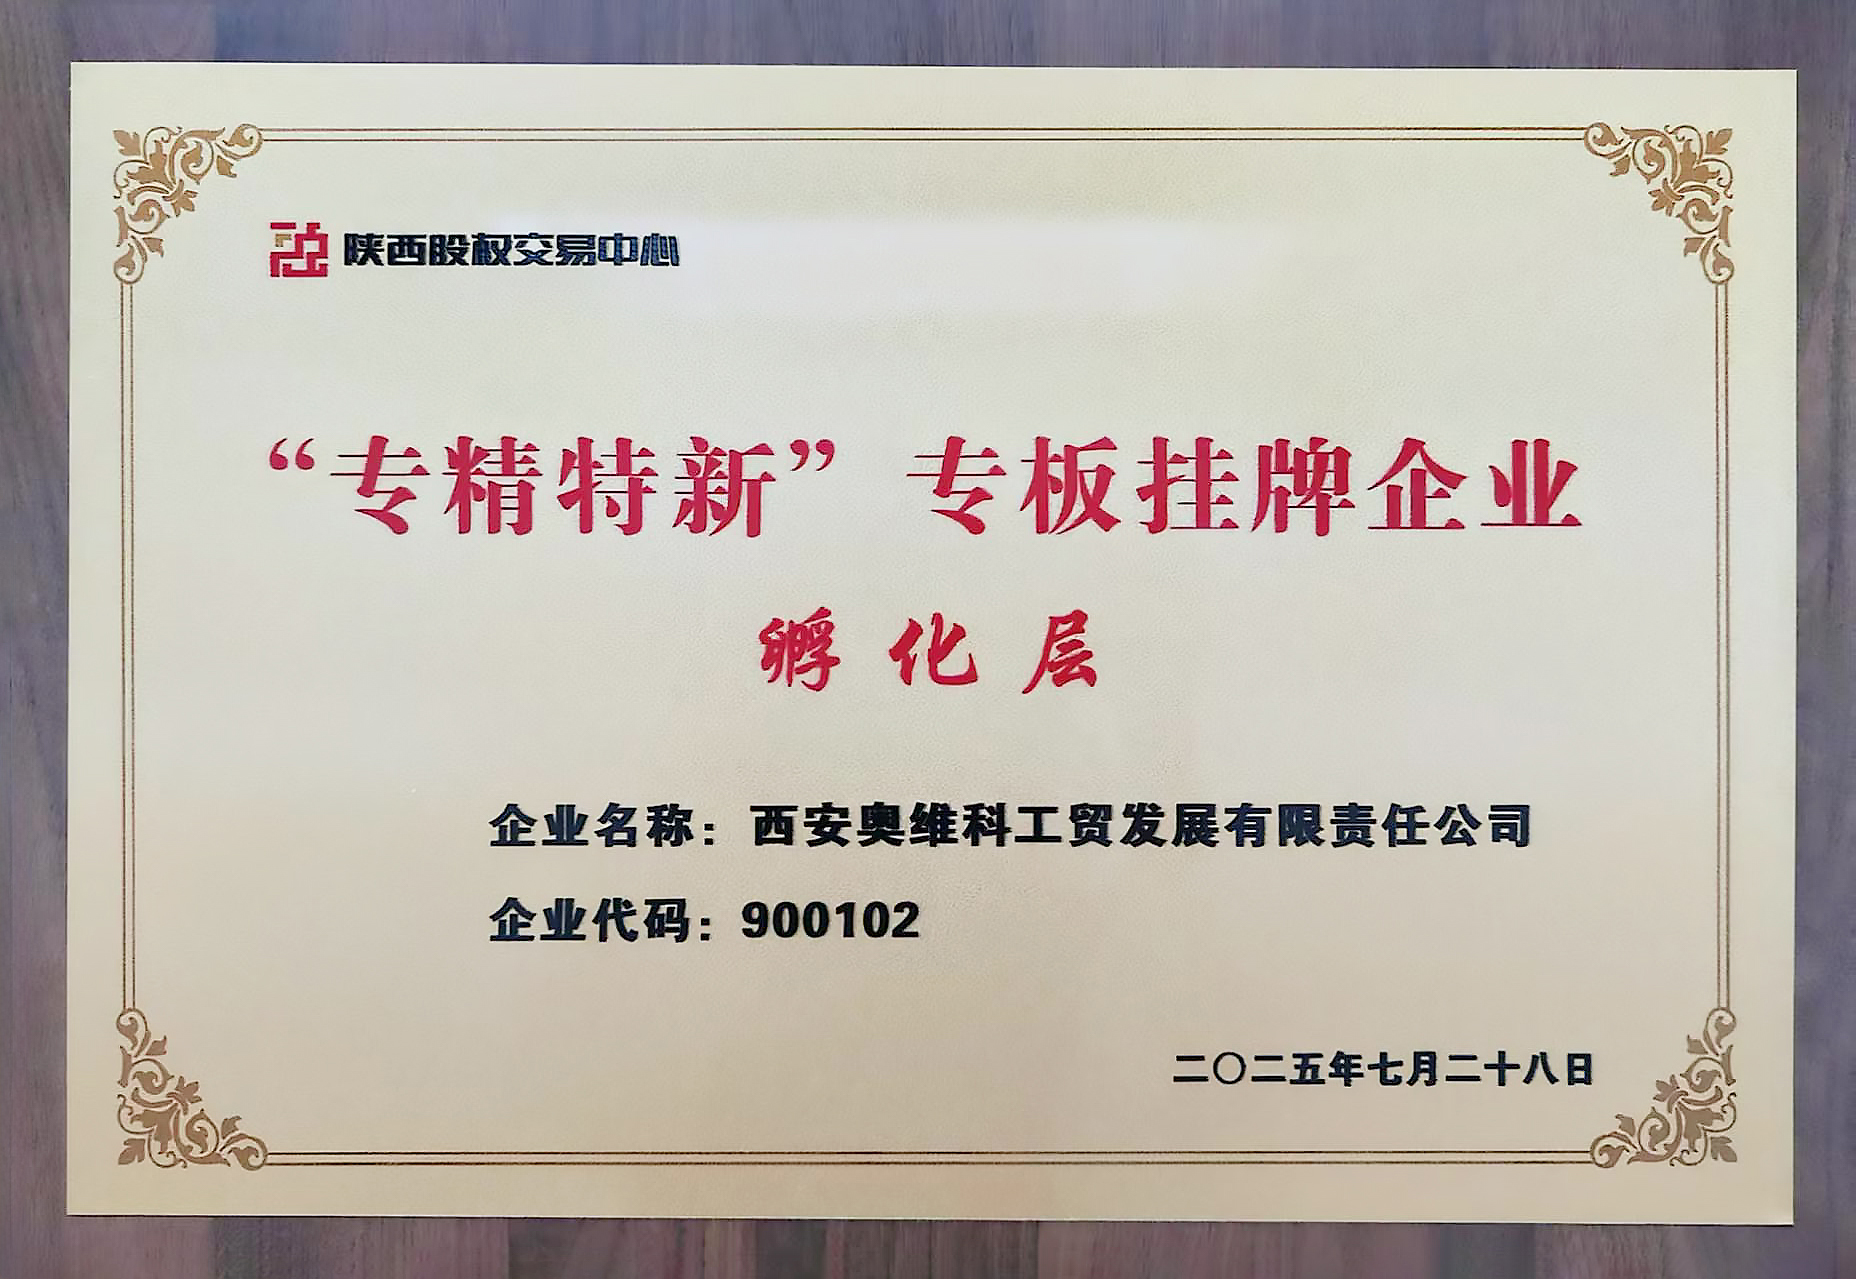 陕西股权交易中心
“专精特新”专板挂牌企业
孵化层
企业名称：西安奥维科工贸发展有限责任公司
企业代码：900102
二〇二五年七月二十八日